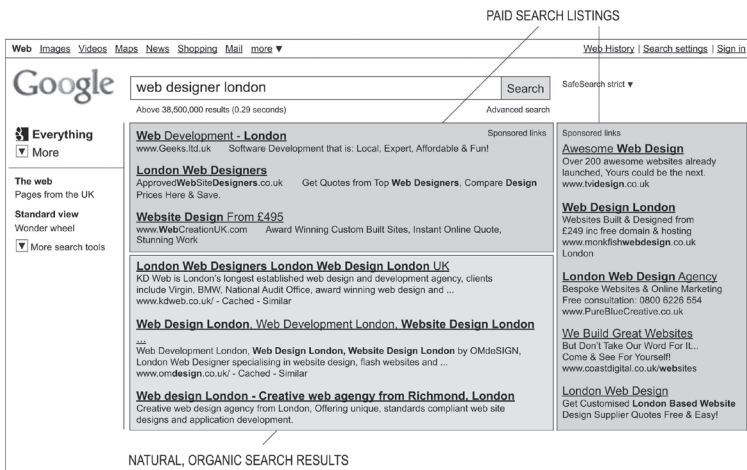 PAID SEARCH LISTINGS
Web Images Videos Maps News Shopping Mail more ▼ Web History | Search settings | Sign in
Google
web designer london Search SafeSearch strict ▼
Above 38,500,000 results (0.29 seconds) Advanced search
Everything
More
The web
Pages from the UK
Standard view
Wonder wheel
More search tools
Web Development - London Sponsored links
www.Geeks.ltd.uk Software Development that is: Local, Expert, Affordable & Fun!
London Web Designers
ApprovedWebSiteDesigners.co.uk Get Quotes from Top Web Designers, Compare Design
Prices Here & Save.
Website Design From £495
www.WebCreationUK.com Award Winning Custom Built Sites, Instant Online Quote,
Stunning Work
London Web Designers London Web Design London UK
KD Web is London's longest established web design and development agency, clients
include Virgin, BMW, National Audit Office, award winning web design and ...
www.kdweb.co.uk/ - Cached - Similar
Web Design London, Web Development London, Website Design London
...
Web Development London, Web Design London, Website Design London by OMdeSIGN,
London Web Designer specialising in website design, flash websites and ...
www.omdesign.co.uk/ - Cached - Similar
Web design London - Creative web agengy from Richmond, London
Creative web design agency from London, Offering unique, standards compliant web site
designs and application development.
Sponsored links
Awesome Web Design
Over 200 awesome websites already
launched, Yours could be the next.
www.tvidesign.co.uk
Web Design London
Websites Built & Designed from
£249 inc free domain & hosting
www.monkfishwebdesign.co.uk
London
London Web Design Agency
Bespoke Websites & Online Marketing
Free consultation: 0800 6226 554
www.PureBlueCreative.co.uk
We Build Great Websites
But Don't Take Our Word For It...
Come & See For Yourself!
www.coastdigital.co.uk/websites
London Web Design
Get Customised London Based Website
Design Supplier Quotes Free & Easy!
NATURAL, ORGANIC SEARCH RESULTS